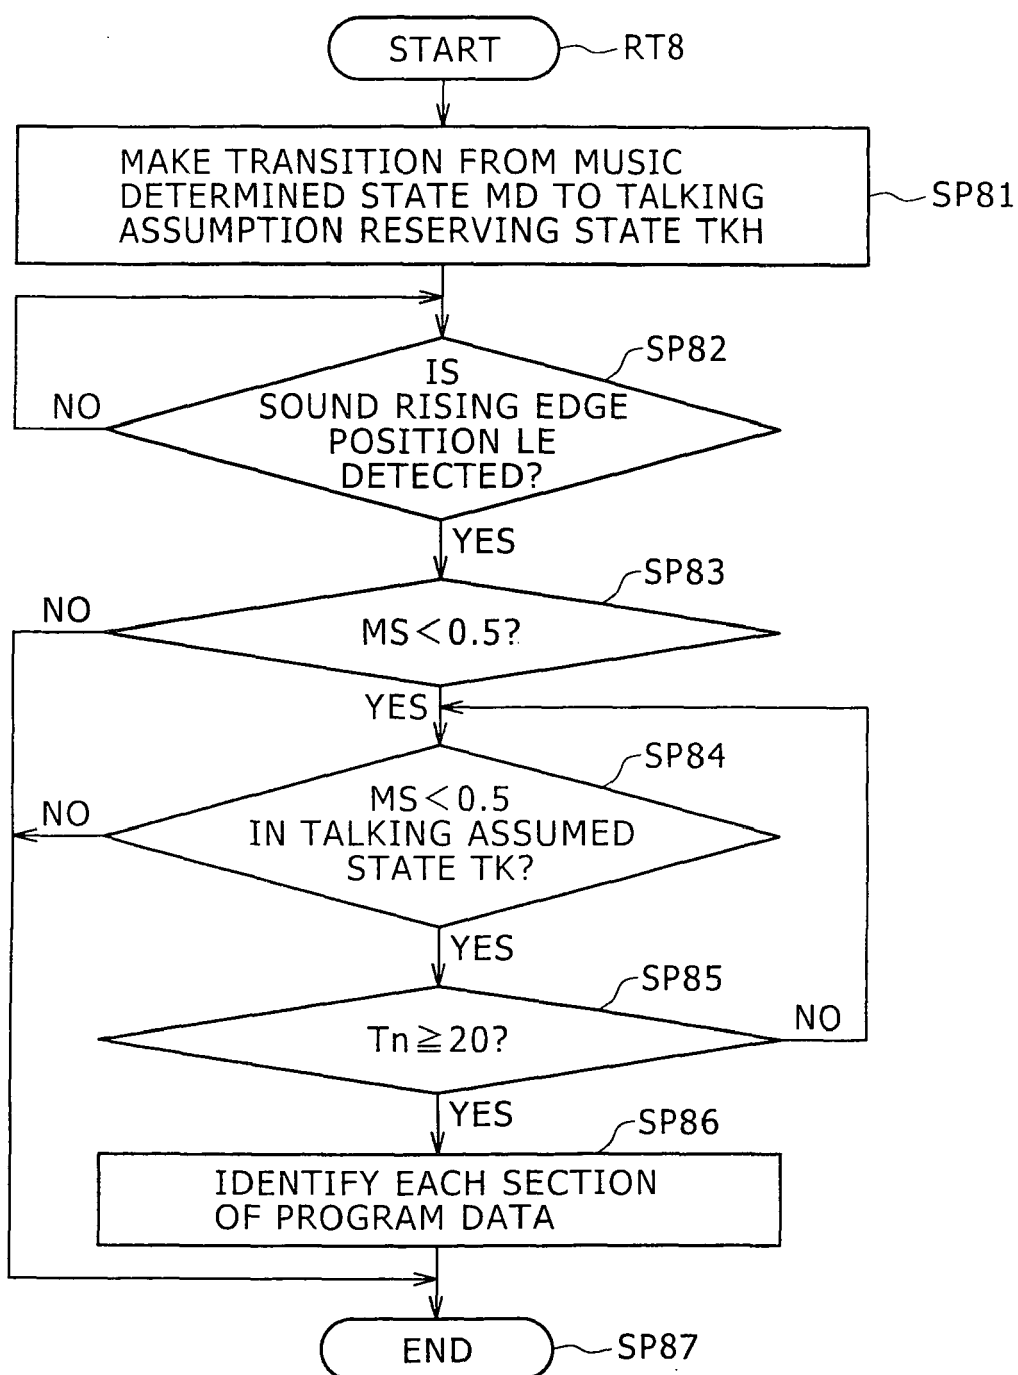 START
RT8
MAKE TRANSITION FROM MUSIC
DETERMINED STATE MD TO TALKING
ASSUMPTION RESERVING STATE TKH
SP81
SP82
IS
SOUND RISING EDGE
POSITION LE
DETECTED?
NO
YES
SP83
NO
MS<0.5?
YES
SP84
NO
MS<0.5
IN TALKING ASSUMED
STATE TK?
YES
SP85
Tn≧20?
NO
YES
SP86
IDENTIFY EACH SECTION
OF PROGRAM DATA
END
SP87